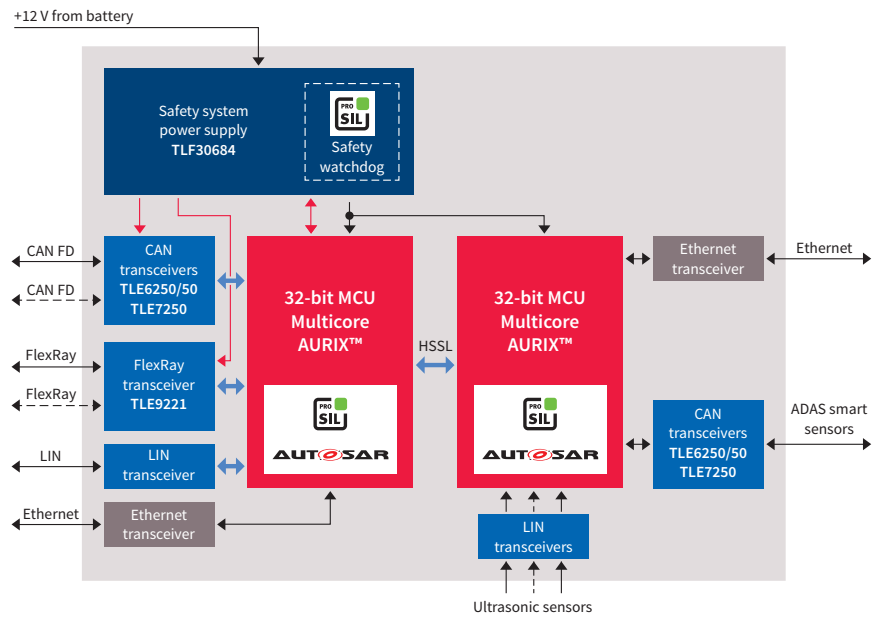 +12 V from battery
Safety system
power supply
TLF30684
PRO
SIL
Safety
watchdog
CAN FD
CAN FD
CAN
transceivers
TLE6250/50
TLE7250
FlexRay
FlexRay
FlexRay
transceiver
TLE9221
LIN
LIN
transceiver
Ethernet
Ethernet
transceiver
32-bit MCU
Multicore
AURIX™
PRO
SIL
AUTOSAR
HSSL
32-bit MCU
Multicore
AURIX™
PRO
SIL
AUTOSAR
Ethernet
transceiver
Ethernet
CAN
transceivers
TLE6250/50
TLE7250
ADAS smart
sensors
LIN
transceivers
Ultrasonic sensors